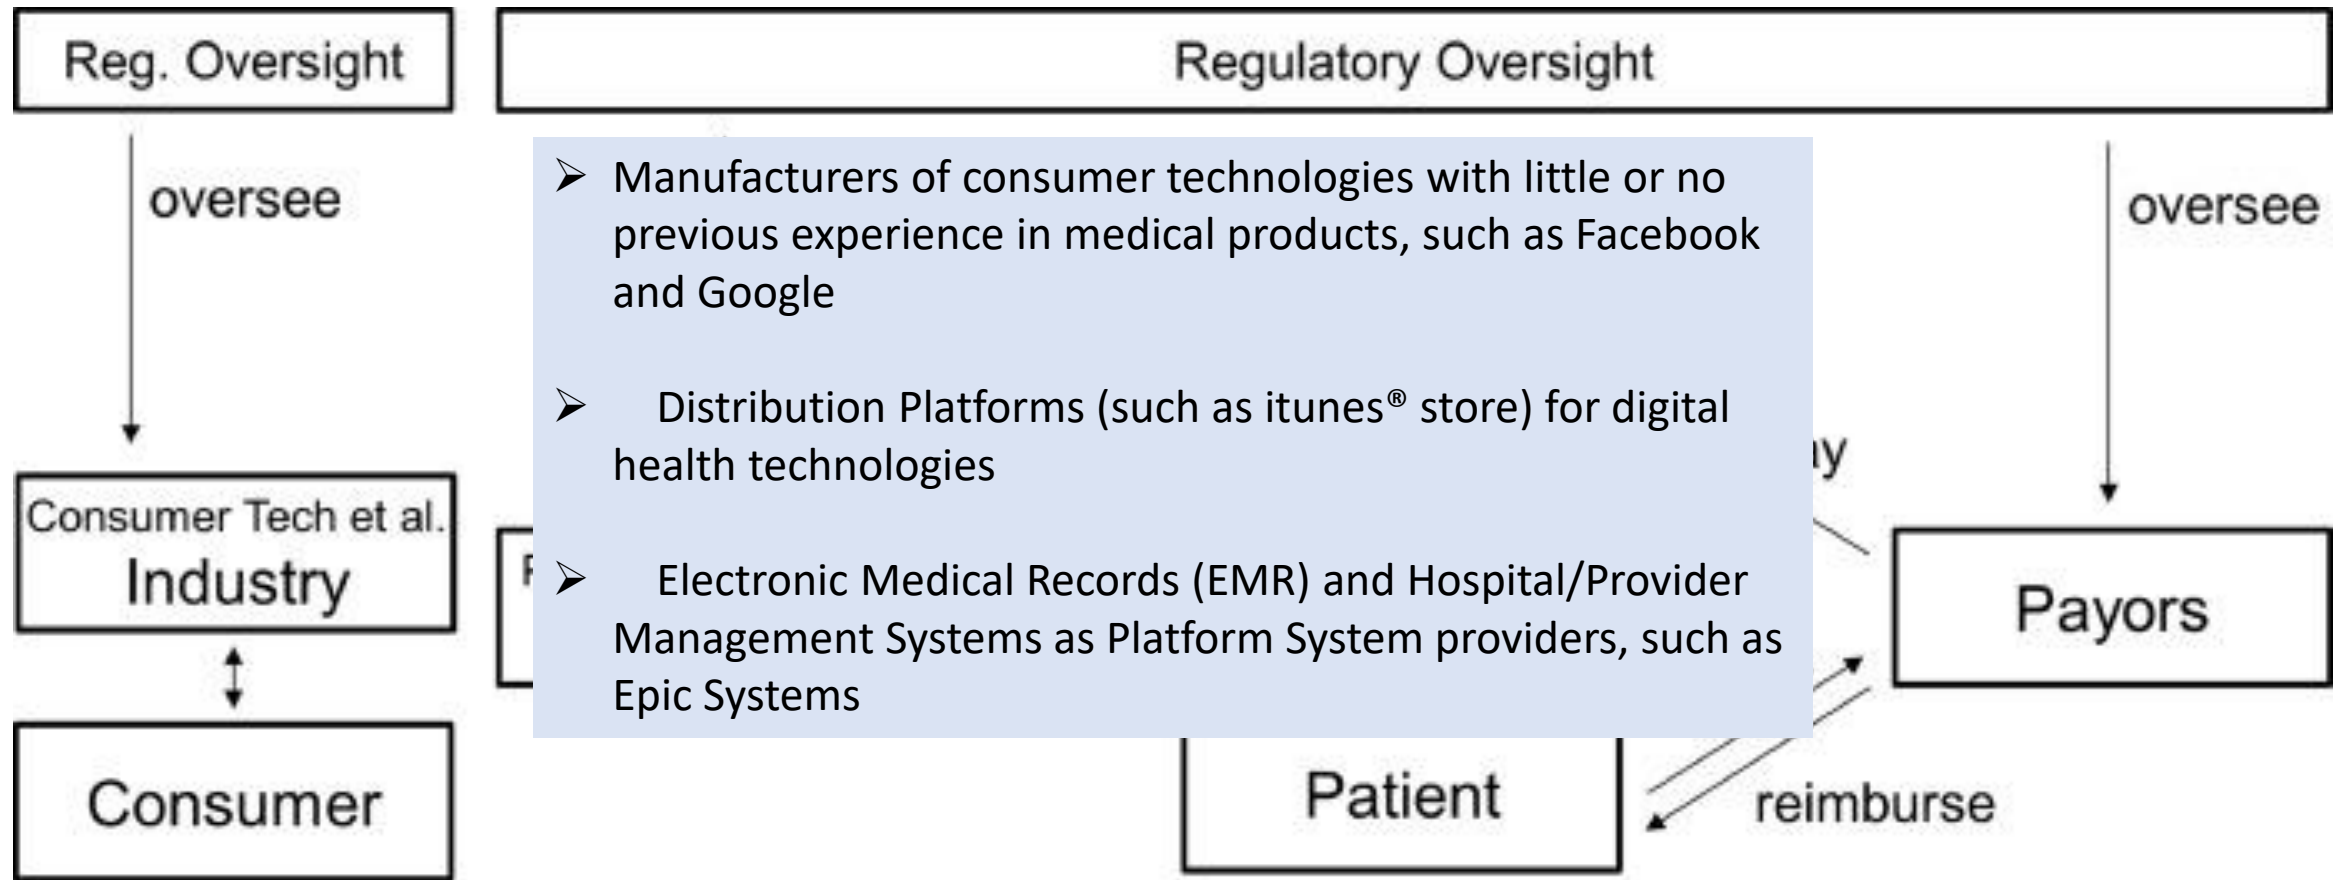 Reg. Oversight
Regulatory Oversight
oversee
➢ Manufacturers of consumer technologies with little or no
previous experience in medical products, such as Facebook
and Google
➢ Distribution Platforms (such as itunes® store) for digital
health technologies
➢ Electronic Medical Records (EMR) and Hospital/Provider
Management Systems as Platform System providers, such as
Epic Systems
oversee
Consumer Tech et al.
Industry
Payors
Consumer
Patient
reimburse